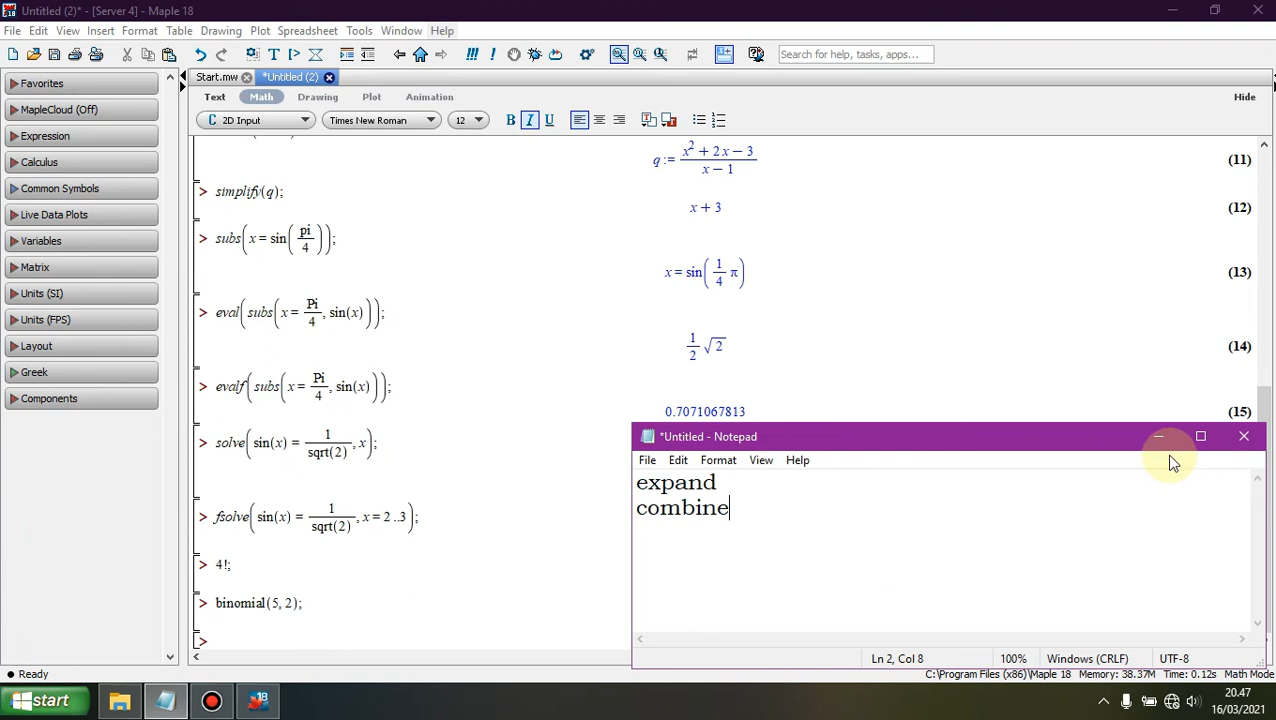 Untitled (2)* - [Server 4] - Maple 18
File Edit View Insert Format Table Drawing Plot Spreadsheet Tools Window Help
Search for help, tasks, apps...
Start.mw *Untitled (2)
Text Math Drawing Plot Animation Hide
C 2D Input Times New Roman 12 B I U
Favorites
MapleCloud (Off)
Expression
Calculus
Common Symbols
Live Data Plots
Variables
Matrix
Units (SI)
Units (FPS)
Layout
Greek
Components
q := (x^2 + 2 x - 3)/(x - 1) (11)
> simplify(q);
x + 3 (12)
> subs(x = sin(pi/4));
x = sin(1/4 π) (13)
> eval(subs(x = Pi/4, sin(x)));
1/2 √2 (14)
> evalf(subs(x = Pi/4, sin(x)));
0.7071067813 (15)
> solve(sin(x) = 1/sqrt(2), x);
> fsolve(sin(x) = 1/sqrt(2), x = 2 ..3);
> 4!;
> binomial(5, 2);
>
*Untitled - Notepad
File Edit Format View Help
expand
combine
Ln 2, Col 8 100% Windows (CRLF) UTF-8
Ready C:\Program Files (x86)\Maple 18 Memory: 38.37M Time: 0.12s Math Mode
start
20.47
16/03/2021